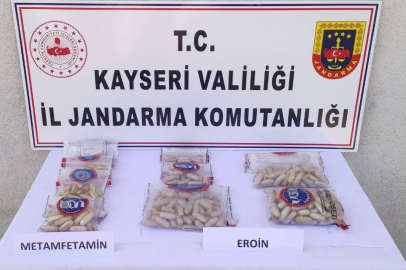 T.C.
KAYSERİ VALİLİĞİ
İL JANDARMA KOMUTANLIĞI
JANDARMA
METAMFETAMİN
EROİN